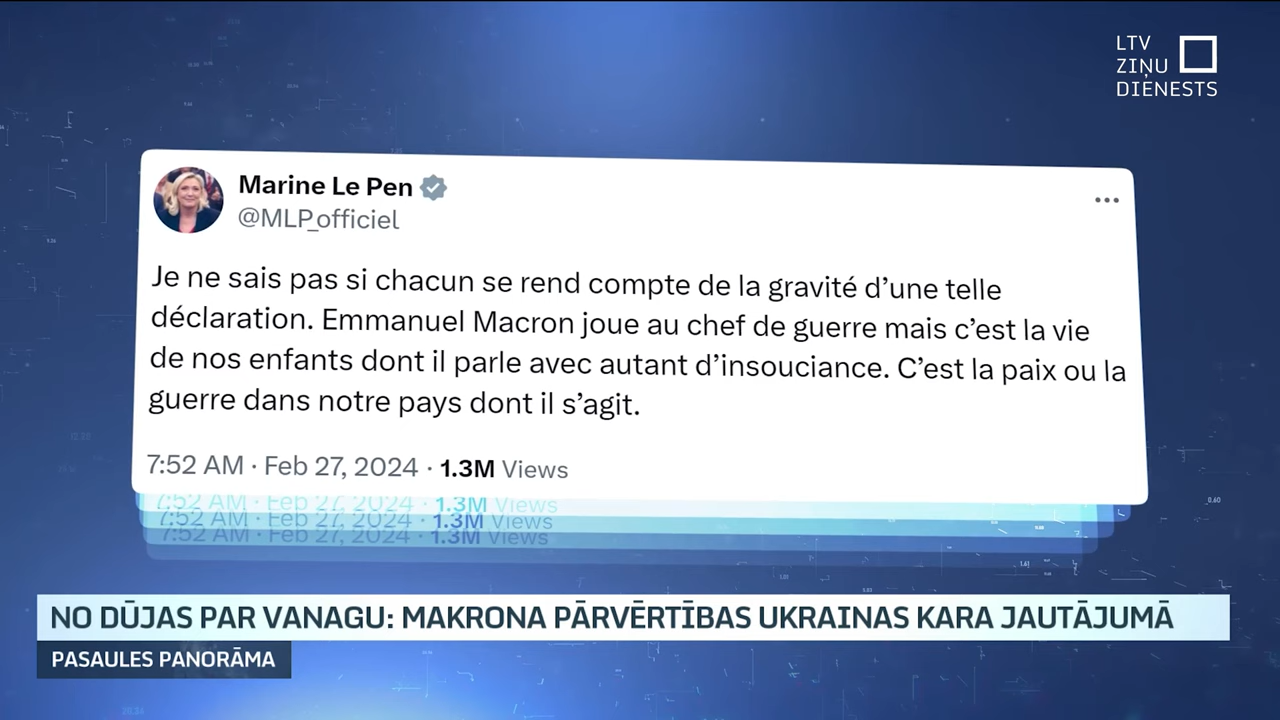 LTV
ZIŅU
DIENESTS
Marine Le Pen
@MLP_officiel
Je ne sais pas si chacun se rend compte de la gravité d’une telle
déclaration. Emmanuel Macron joue au chef de guerre mais c’est la vie
de nos enfants dont il parle avec autant d’insouciance. C’est la paix ou la
guerre dans notre pays dont il s’agit.
7:52 AM · Feb 27, 2024 · 1.3M Views
7:52 AM · Feb 27, 2024 · 1.3M Views
7:52 AM · Feb 27, 2024 · 1.3M Views
7:52 AM · Feb 27, 2024 · 1.3M Views
NO DŪJAS PAR VANAGU: MAKRONA PĀRVĒRTĪBAS UKRAINAS KARA JAUTĀJUMĀ
PASAULES PANORĀMA